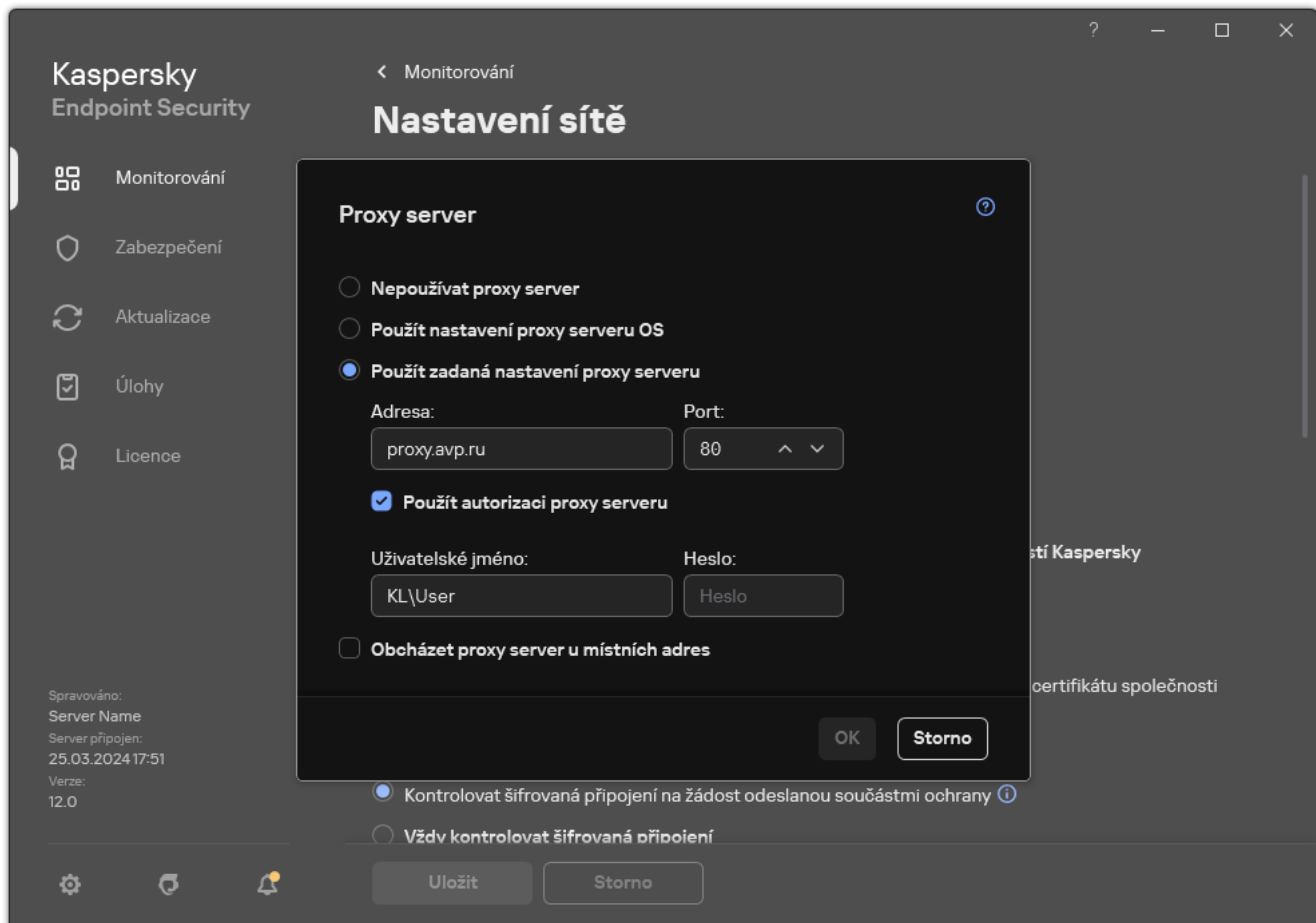 Kaspersky
Endpoint Security
Monitorování
Zabezpečení
Aktualizace
Úlohy
Licence
Spravováno:
Server Name
Server připojen:
25.03.2024 17:51
Verze:
12.0
Monitorování
Nastavení sítě
Proxy server
Nepoužívat proxy server
Použít nastavení proxy serveru OS
Použít zadaná nastavení proxy serveru
Adresa: Port:
proxy.avp.ru 80
Použít autorizaci proxy serveru
Uživatelské jméno: Heslo:
KL\User Heslo
Obcházet proxy server u místních adres
OK Storno
Kaspersky
certifikátu společnosti
Kontrolovat šifrovaná připojení na žádost odeslanou součástmi ochrany
Vždy kontrolovat šifrovaná připojení
Uložit Storno